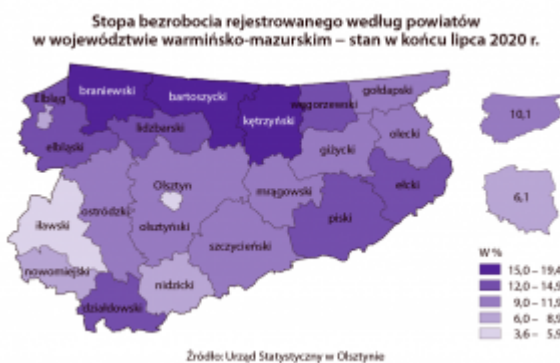 Stopa bezrobocia rejestrowanego według powiatów
w województwie warmińsko-mazurskim – stan w końcu lipca 2020 r.
braniewski
bartoszycki
gołdapski
Elbląg
węgorzewski
kętrzyński
lidzberski
olecki
elbląski
giżycki
10,1
Olsztyn
mrągowski
ełcki
ostródzki
piski
iławski
olsztyński
szczycieński
6,1
nowomiejski
nidzicki
działdowski
W %
15,0 – 19,4
12,0 – 14,9
9,0 – 11,9
6,0 – 8,9
3,6 – 5,9
Źródło: Urząd Statystyczny w Olsztynie